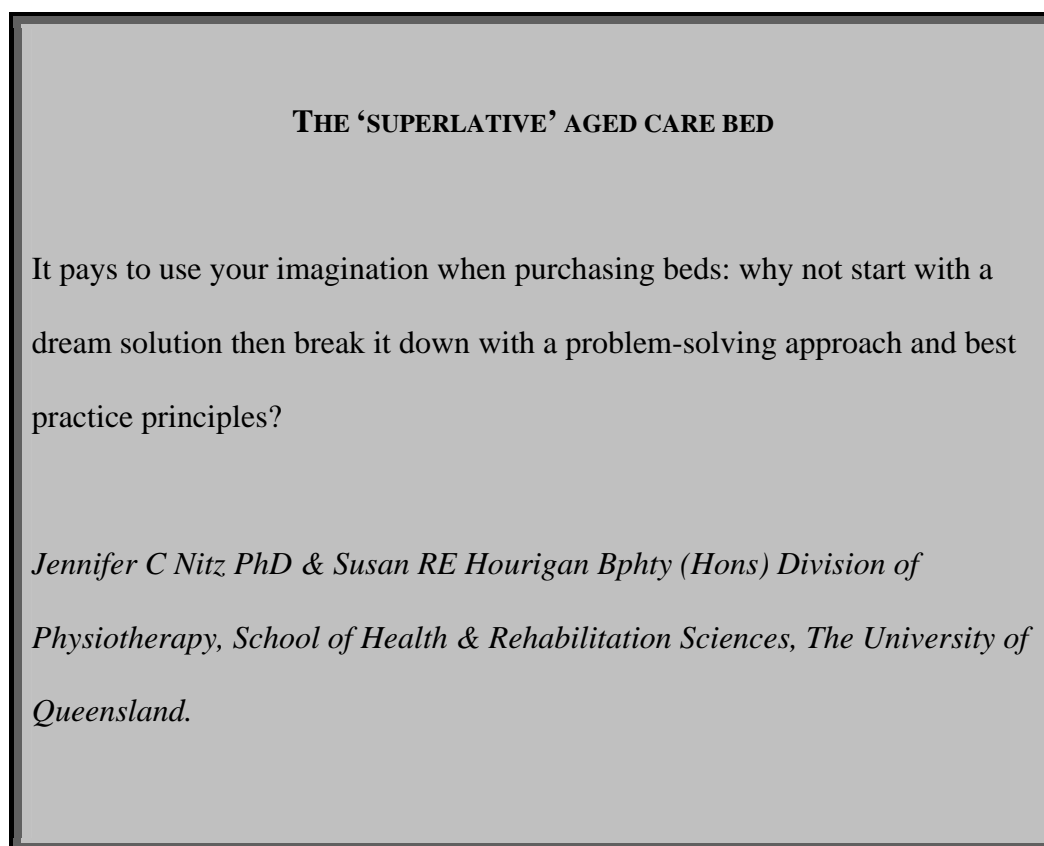 THE ‘SUPERLATIVE’ AGED CARE BED
It pays to use your imagination when purchasing beds: why not start with a
dream solution then break it down with a problem-solving approach and best
practice principles?
Jennifer C Nitz PhD & Susan RE Hourigan Bphty (Hons) Division of
Physiotherapy, School of Health & Rehabilitation Sciences, The University of
Queensland.